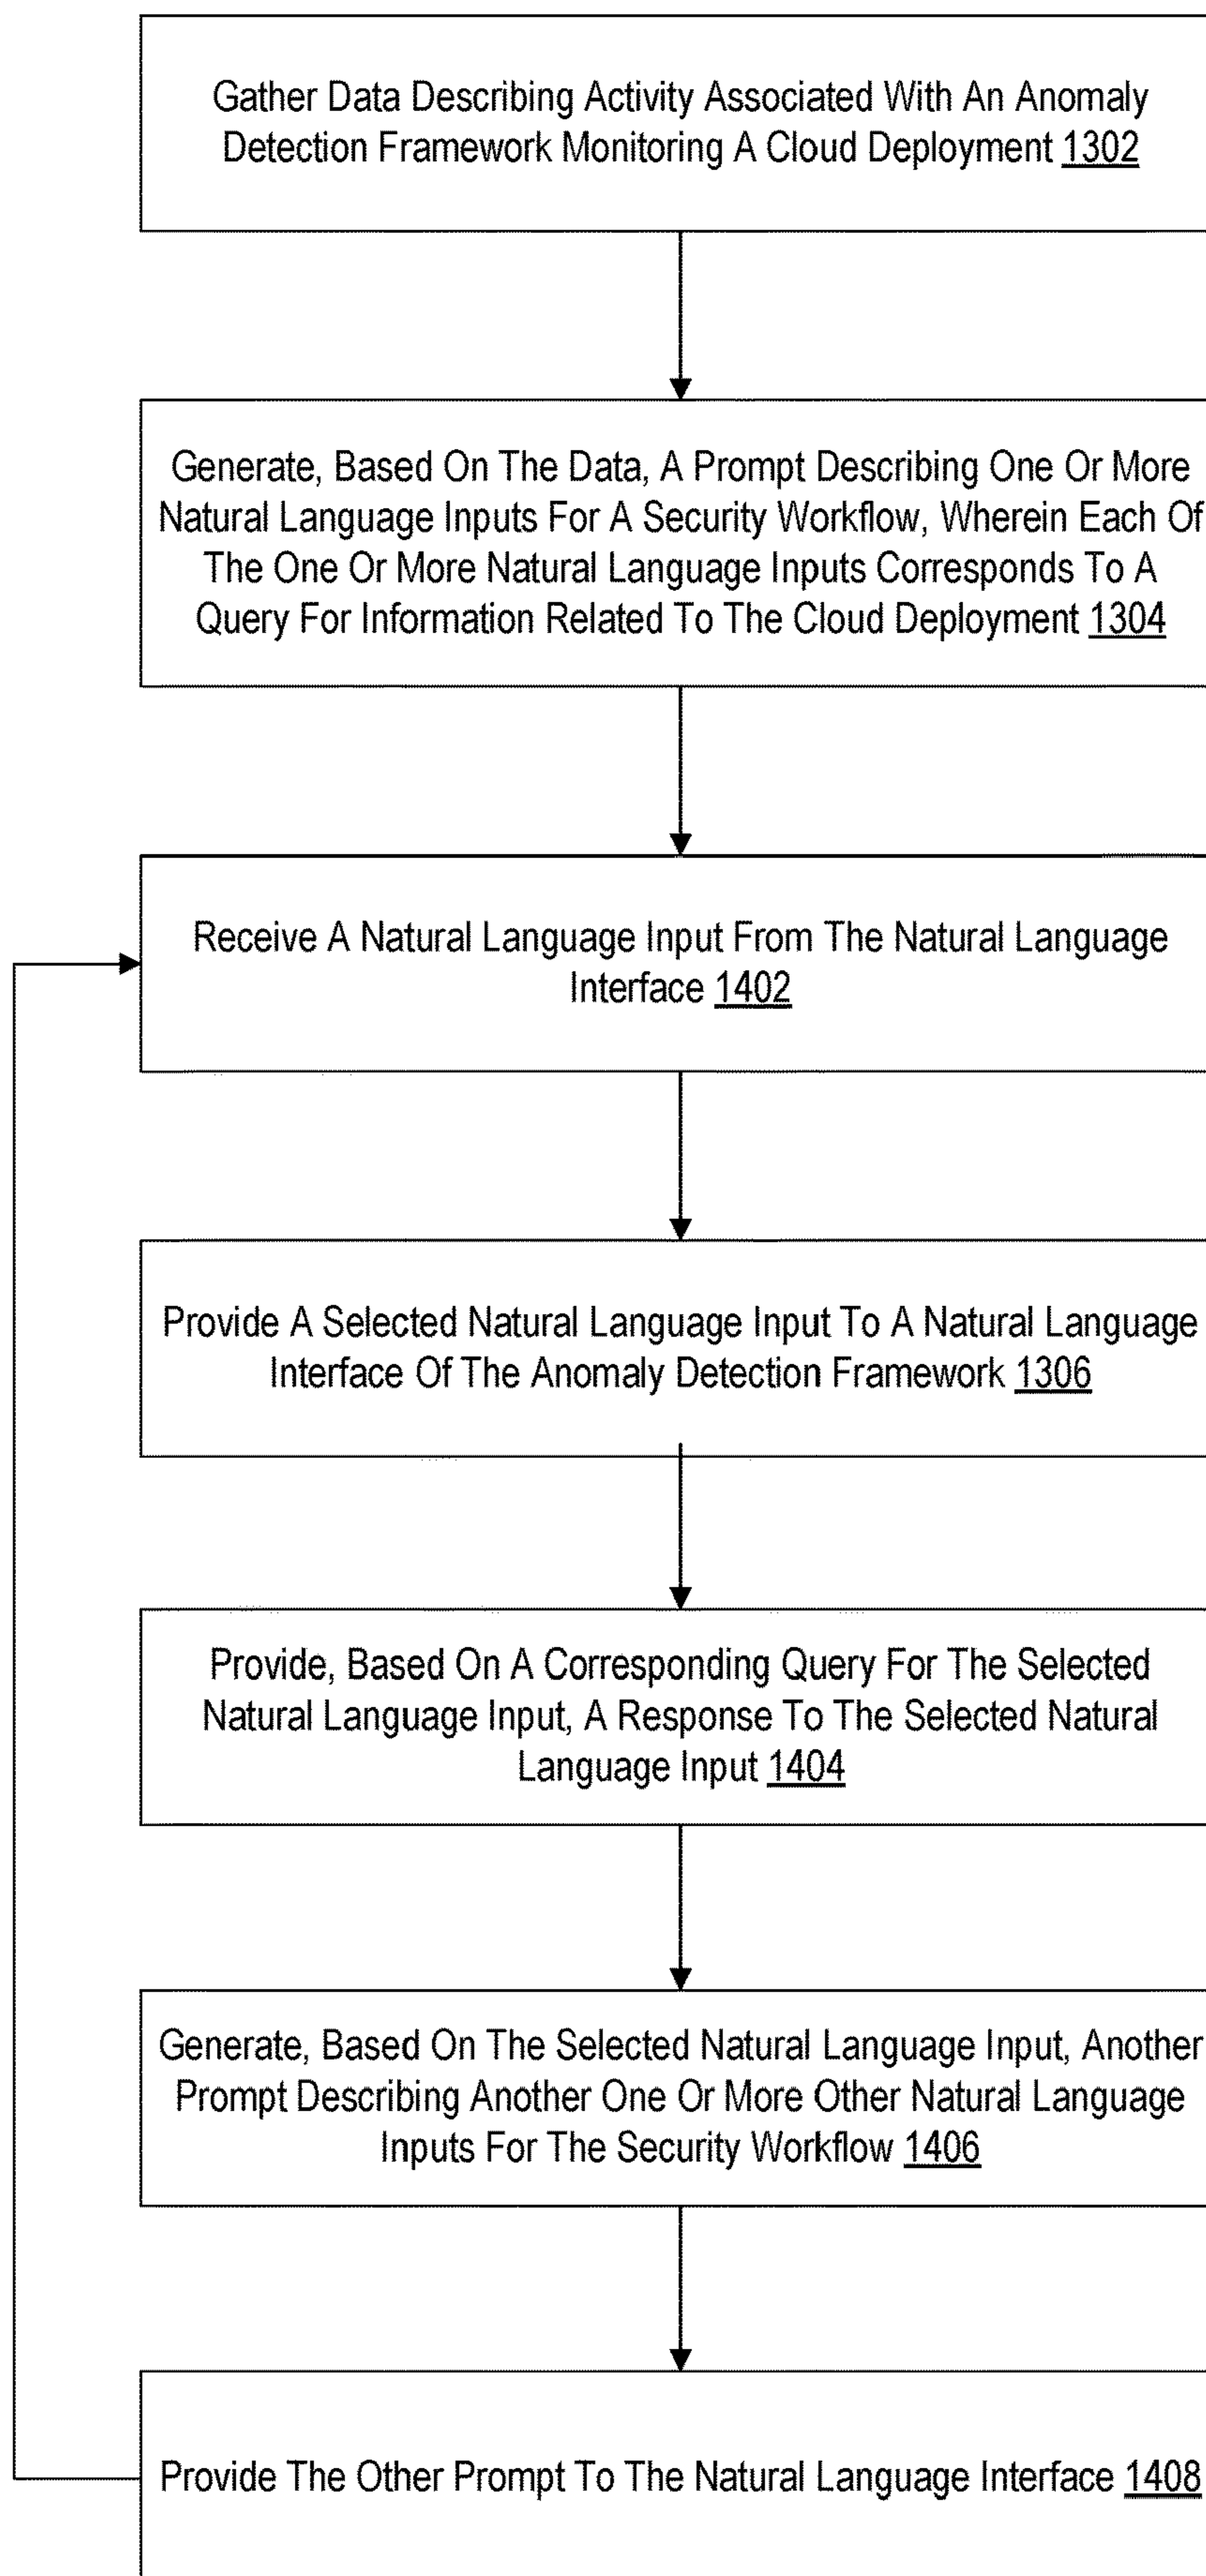 Gather Data Describing Activity Associated With An Anomaly
Detection Framework Monitoring A Cloud Deployment 1302
Generate, Based On The Data, A Prompt Describing One Or More
Natural Language Inputs For A Security Workflow, Wherein Each Of
The One Or More Natural Language Inputs Corresponds To A
Query For Information Related To The Cloud Deployment 1304
Receive A Natural Language Input From The Natural Language
Interface 1402
Provide A Selected Natural Language Input To A Natural Language
Interface Of The Anomaly Detection Framework 1306
Provide, Based On A Corresponding Query For The Selected
Natural Language Input, A Response To The Selected Natural
Language Input 1404
Generate, Based On The Selected Natural Language Input, Another
Prompt Describing Another One Or More Other Natural Language
Inputs For The Security Workflow 1406
Provide The Other Prompt To The Natural Language Interface 1408